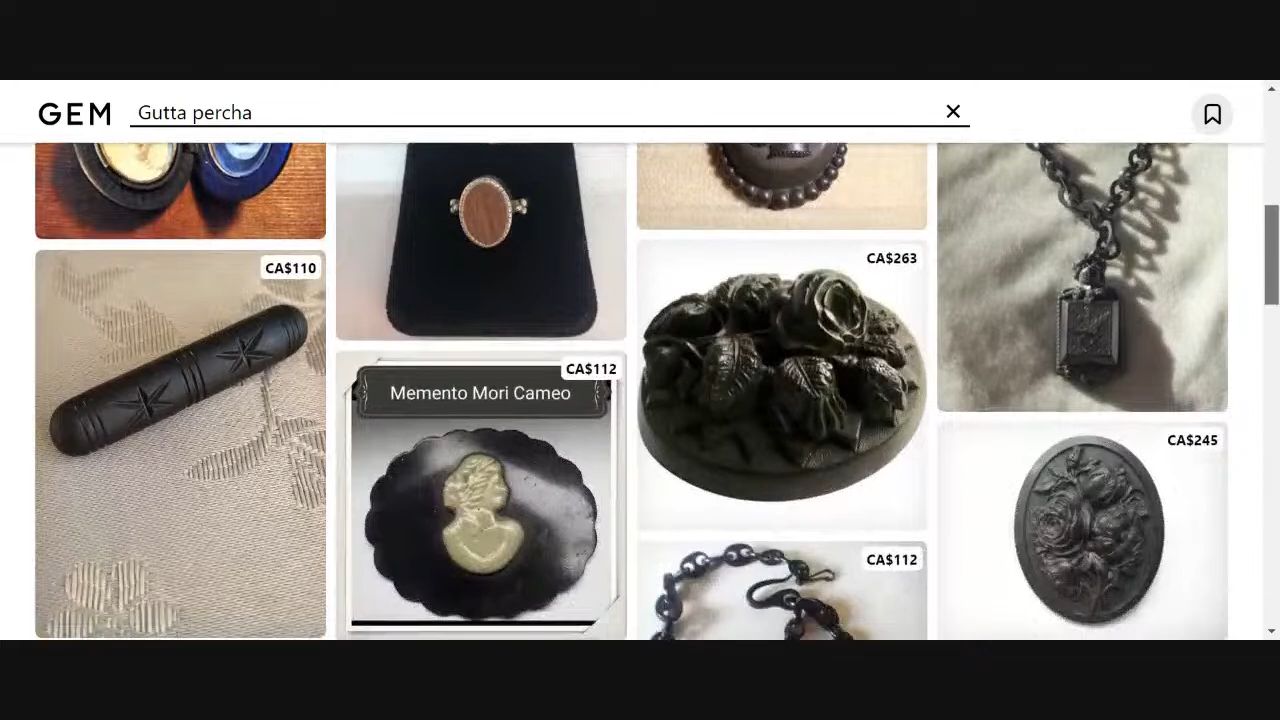 GEM
Gutta percha
CA$110
CA$112
Memento Mori Cameo
CA$263
CA$112
CA$245